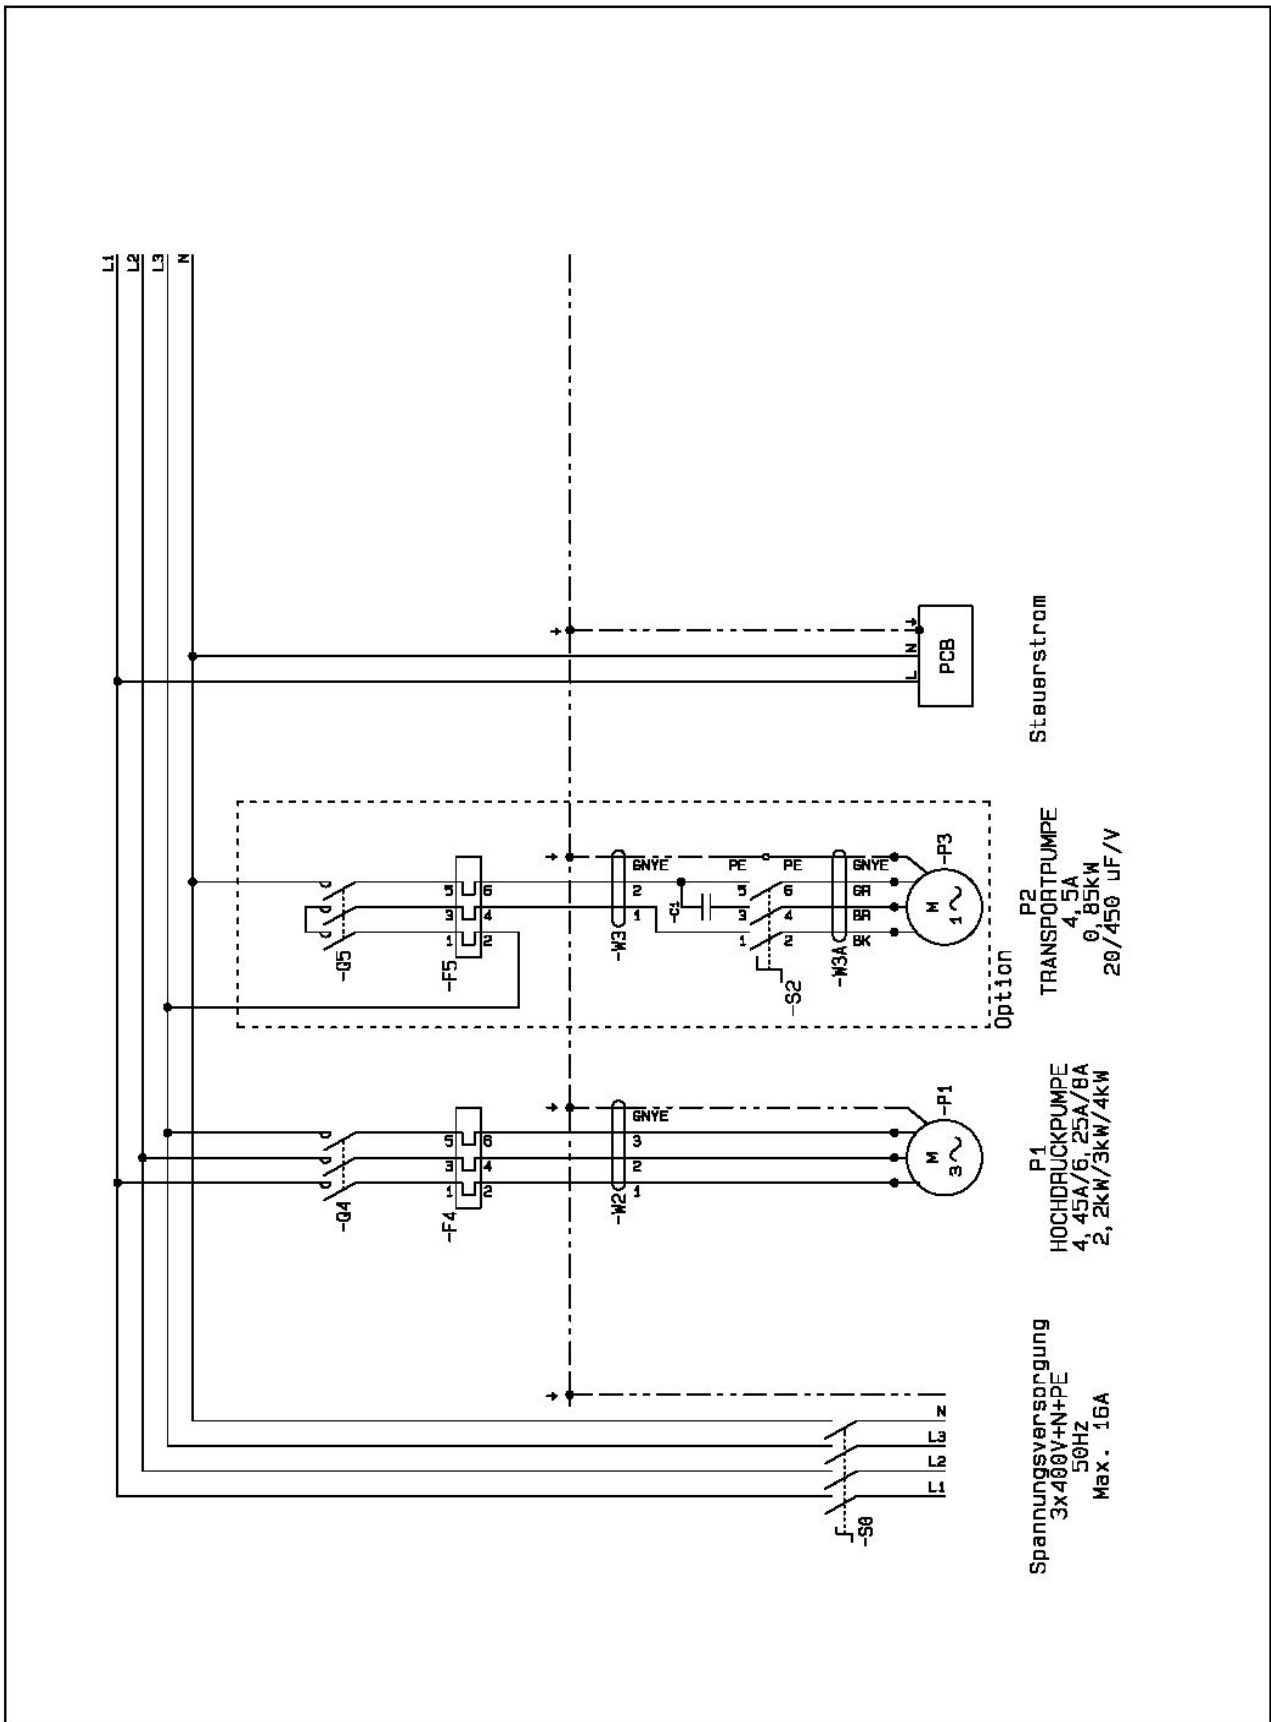 L1
L2
L3
N
-S0
L1
L2
L3
N
Spannungsversorgung
3x400V+N+PE
50Hz
Max. 16A
-Q4
-F4
1 3 5
2 4 6
-W2
1 2 3 GNYE
M
3
-P1
P1
HOCHDRUCKPUMPE
4,45A/6,25A/8A
2,2kW/3kW/4kW
-Q5
-F5
1 3 5
2 4 6
-W3
1 2 GNYE
-C1
1 3 5 PE
2 4 6 PE
-S2
-W3A
BK BR GR GNYE
M
1
-P3
Option
P2
TRANSPORTPUMPE
4,5A
0,85kW
20/450 uF/V
L N
PCB
Steuerstrom